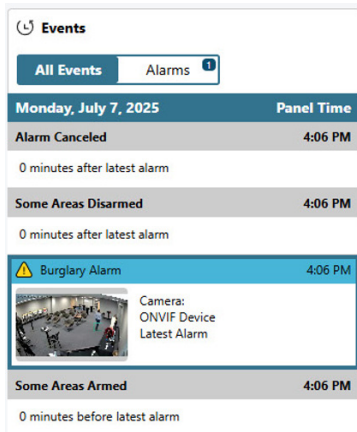 Events
All Events
Alarms 1
Monday, July 7, 2025 Panel Time
Alarm Canceled 4:06 PM
0 minutes after latest alarm
Some Areas Disarmed 4:06 PM
0 minutes after latest alarm
Burglary Alarm 4:06 PM
Camera:
ONVIF Device
Latest Alarm
Some Areas Armed 4:06 PM
0 minutes before latest alarm